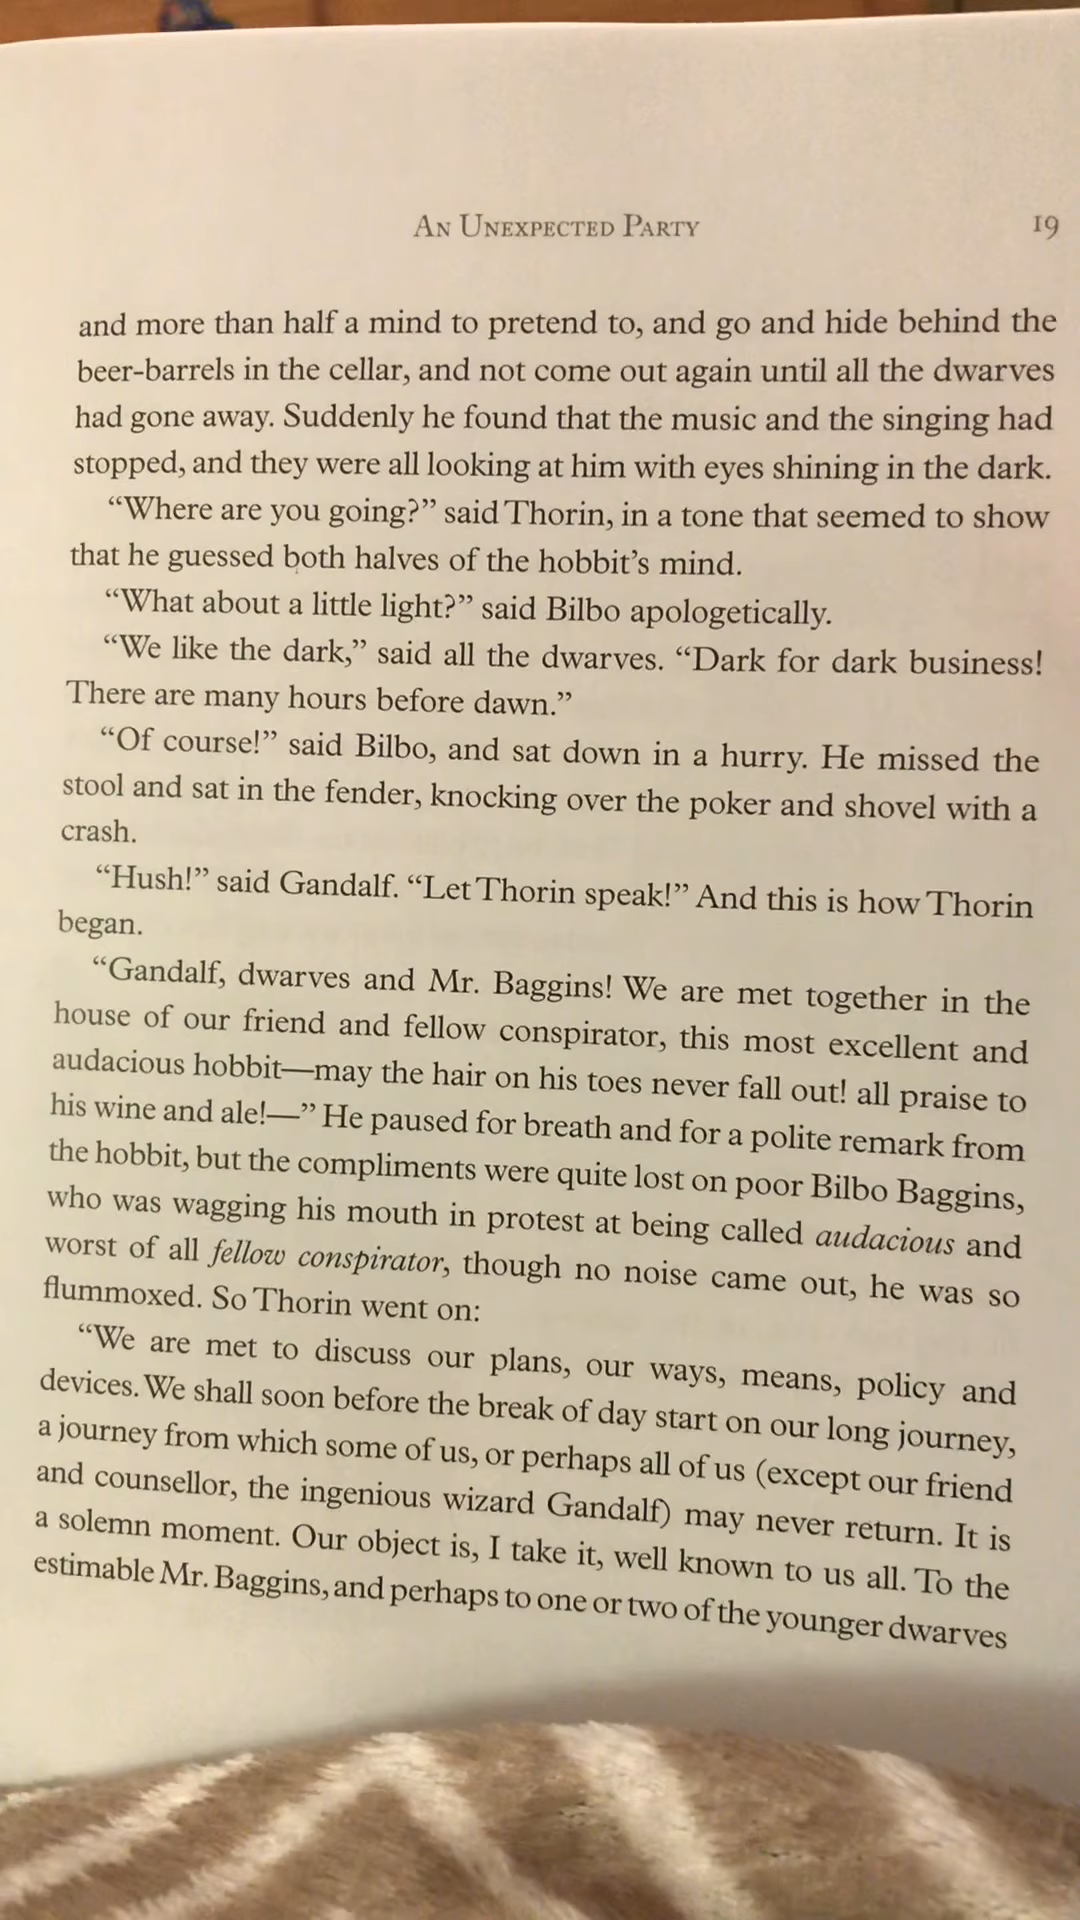 AN UNEXPECTED PARTY 19
and more than half a mind to pretend to, and go and hide behind the
beer-barrels in the cellar, and not come out again until all the dwarves
had gone away. Suddenly he found that the music and the singing had
stopped, and they were all looking at him with eyes shining in the dark.
“Where are you going?” said Thorin, in a tone that seemed to show
that he guessed both halves of the hobbit’s mind.
“What about a little light?” said Bilbo apologetically.
“We like the dark,” said all the dwarves. “Dark for dark business!
There are many hours before dawn.”
“Of course!” said Bilbo, and sat down in a hurry. He missed the
stool and sat in the fender, knocking over the poker and shovel with a
crash.
“Hush!” said Gandalf. “Let Thorin speak!” And this is how Thorin
began.
“Gandalf, dwarves and Mr. Baggins! We are met together in the
house of our friend and fellow conspirator, this most excellent and
audacious hobbit—may the hair on his toes never fall out! all praise to
his wine and ale!—” He paused for breath and for a polite remark from
the hobbit, but the compliments were quite lost on poor Bilbo Baggins,
who was wagging his mouth in protest at being called audacious and
worst of all fellow conspirator, though no noise came out, he was so
flummoxed. So Thorin went on:
“We are met to discuss our plans, our ways, means, policy and
devices. We shall soon before the break of day start on our long journey,
a journey from which some of us, or perhaps all of us (except our friend
and counsellor, the ingenious wizard Gandalf) may never return. It is
a solemn moment. Our object is, I take it, well known to us all. To the
estimable Mr. Baggins, and perhaps to one or two of the younger dwarves